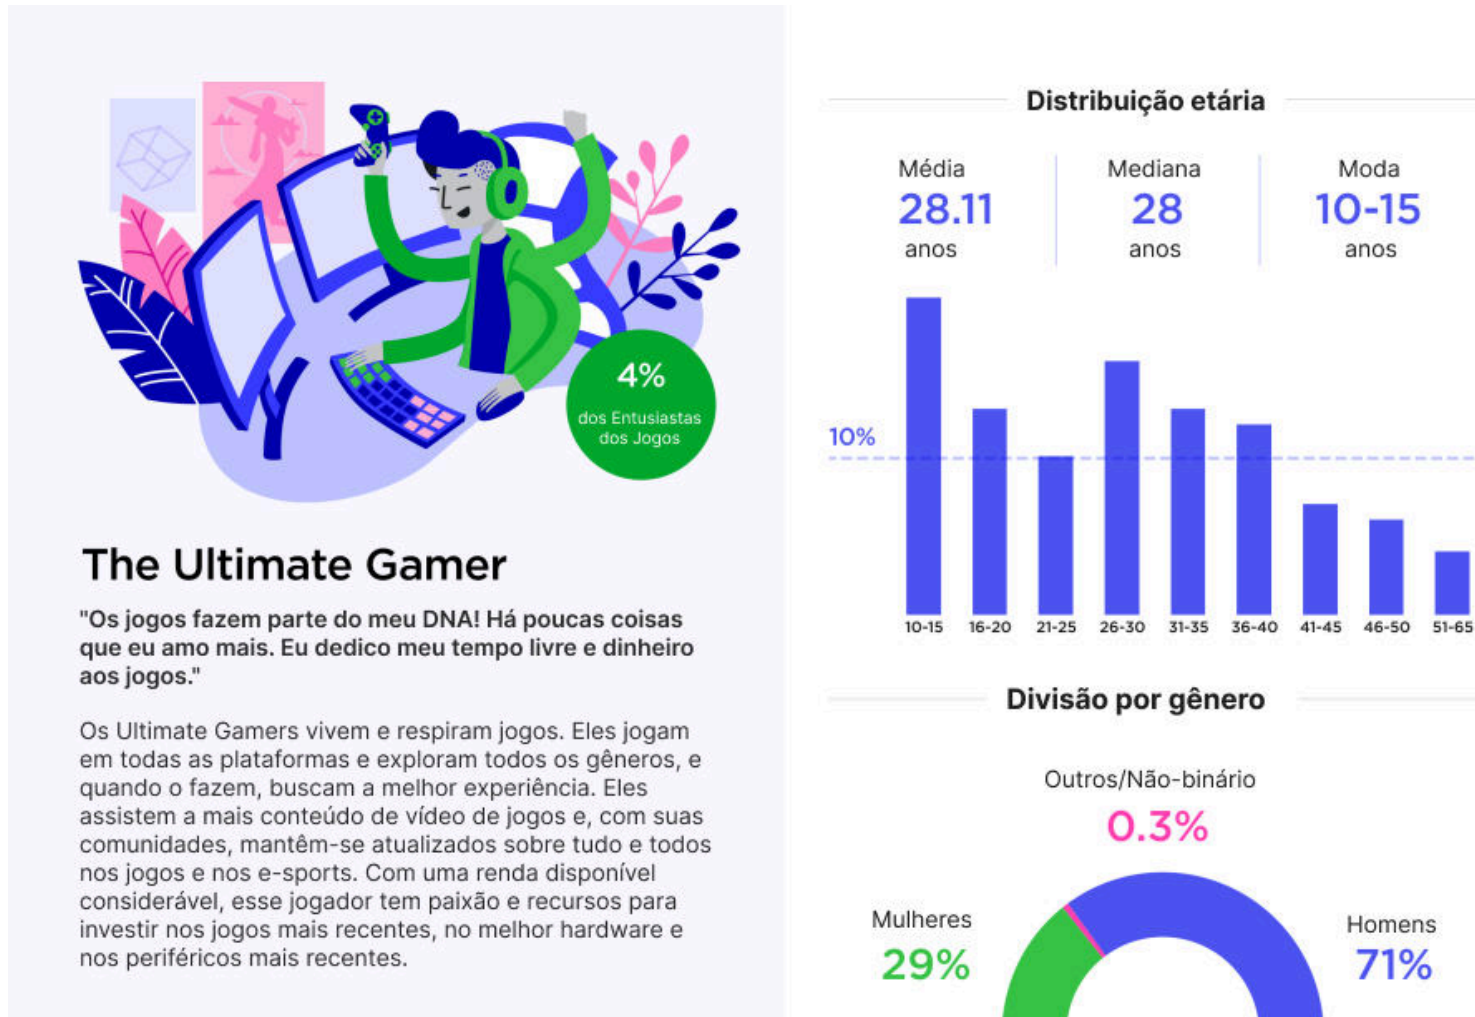 4%
dos Entusiastas
dos Jogos
The Ultimate Gamer
"Os jogos fazem parte do meu DNA! Há poucas coisas
que eu amo mais. Eu dedico meu tempo livre e dinheiro
aos jogos."
Os Ultimate Gamers vivem e respiram jogos. Eles jogam
em todas as plataformas e exploram todos os gêneros, e
quando o fazem, buscam a melhor experiência. Eles
assistem a mais conteúdo de vídeo de jogos e, com suas
comunidades, mantêm-se atualizados sobre tudo e todos
nos jogos e nos e-sports. Com uma renda disponível
considerável, esse jogador tem paixão e recursos para
investir nos jogos mais recentes, no melhor hardware e
nos periféricos mais recentes.
Distribuição etária
Média
28.11
anos
Mediana
28
anos
Moda
10-15
anos
10%
10-15 16-20 21-25 26-30 31-35 36-40 41-45 46-50 51-65
Divisão por gênero
Outros/Não-binário
0.3%
Mulheres
29%
Homens
71%